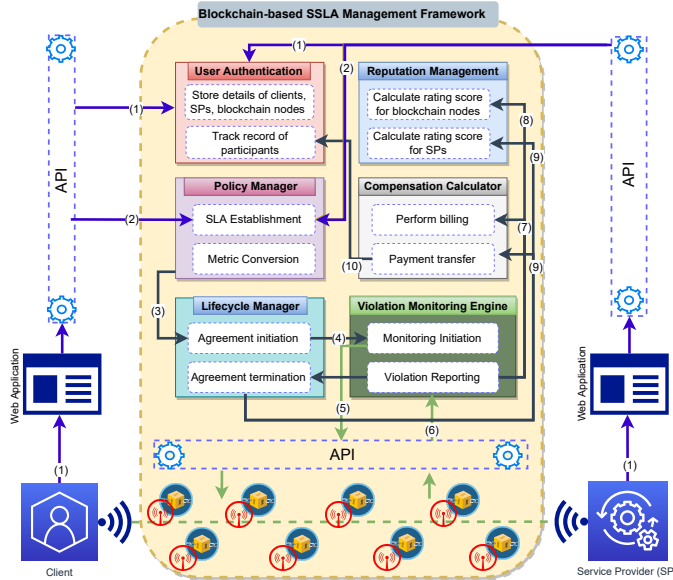 Blockchain-based SSLA Management Framework
(1)
(2)
User Authentication
Store details of clients,
SPs, blockchain nodes
Track record of
participants
Reputation Management
Calculate rating score
for blockchain nodes
Calculate rating score
for SPs
(1)
(8)
(9)
API
API
Policy Manager
SLA Establishment
Metric Conversion
Compensation Calculator
Perform billing
Payment transfer
(2)
(7)
(10)
(9)
(3)
Lifecycle Manager
Agreement initiation
Agreement termination
(4)
Violation Monitoring Engine
Monitoring Initiation
Violation Reporting
Web Application
Web Application
(5)
(6)
API
(1)
(1)
Client
Service Provider (SP